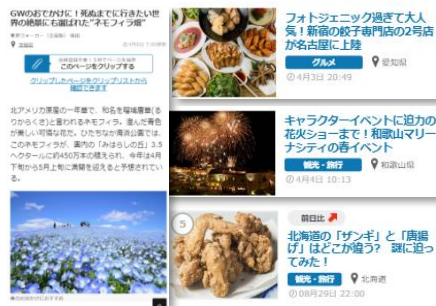 GWのおでかけに！死ぬまでに行きたい世
界の絶景にも選ばれた"ネモフィラ畑"
このページをクリップする
クリップしたページをクリップリストから
確認できます
北アメリカ原産の一年草で、和名を瑠璃唐草(る
りからくさ)と言われるネモフィラ。澄んだ青色
が美しい可憐な花だ。ひたちなか海浜公園では、
このネモフィラが、園内の「みはらしの丘」3.5
ヘクタールに約450万本の植えられ、今年は4月
下旬から5月上旬に満開を迎えると予想されてい
る。
フォトジェニック過ぎて大人
気！新宿の餃子専門店の2号店
が名古屋に上陸
グルメ 愛知県
4月3日 20:49
キャラクターイベントに迫力の
花火ショーまで！和歌山マリー
ナシティの春イベント
観光・旅行 和歌山県
4月4日 10:13
5
前日比
北海道の「ザンギ」と「唐揚
げ」はどこが違う？ 謎に迫っ
てみた！
観光・旅行 北海道
08月29日 22:00